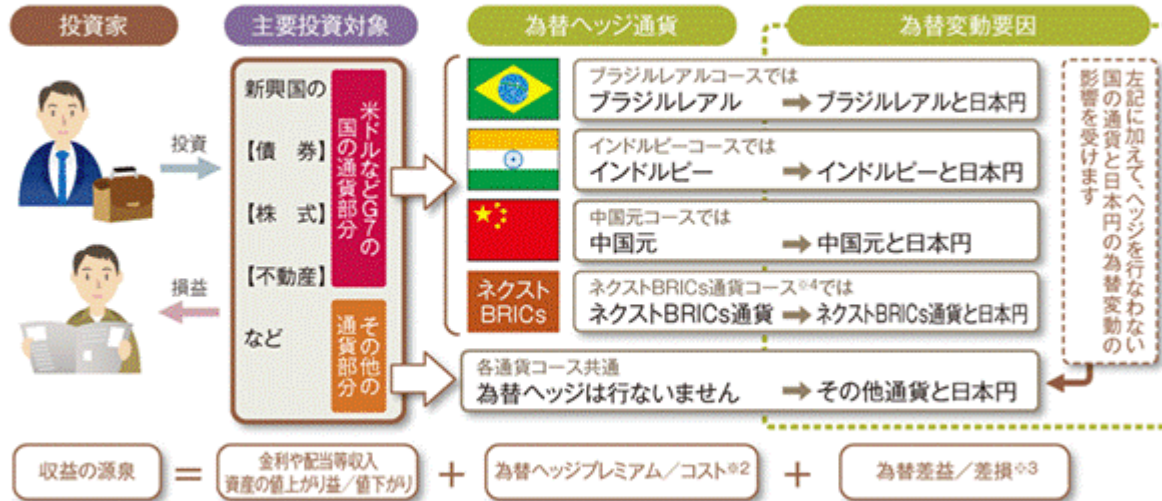 投資家
主要投資対象
為替ヘッジ通貨
為替変動要因
投資
損益
新興国の
【債 券】
【株 式】
【不動産】
など
米ドルなどG7の
国の通貨部分
その他の
通貨部分
ブラジルレアルコースでは
ブラジルレアル ➡ ブラジルレアルと日本円
インドルピーコースでは
インドルピー ➡ インドルピーと日本円
中国元コースでは
中国元 ➡ 中国元と日本円
ネクスト
BRICs
ネクストBRICs通貨コース※4では
ネクストBRICs通貨 ➡ ネクストBRICs通貨と日本円
各通貨コース共通
為替ヘッジは行ないません ➡ その他通貨と日本円
左記に加えて、ヘッジを行なわない
国の通貨と日本円の為替変動の
影響を受けます
収益の源泉
=
金利や配当等収入
資産の値上がり益/値下がり
+
為替ヘッジプレミアム/コスト※2
+
為替差益/差損※3